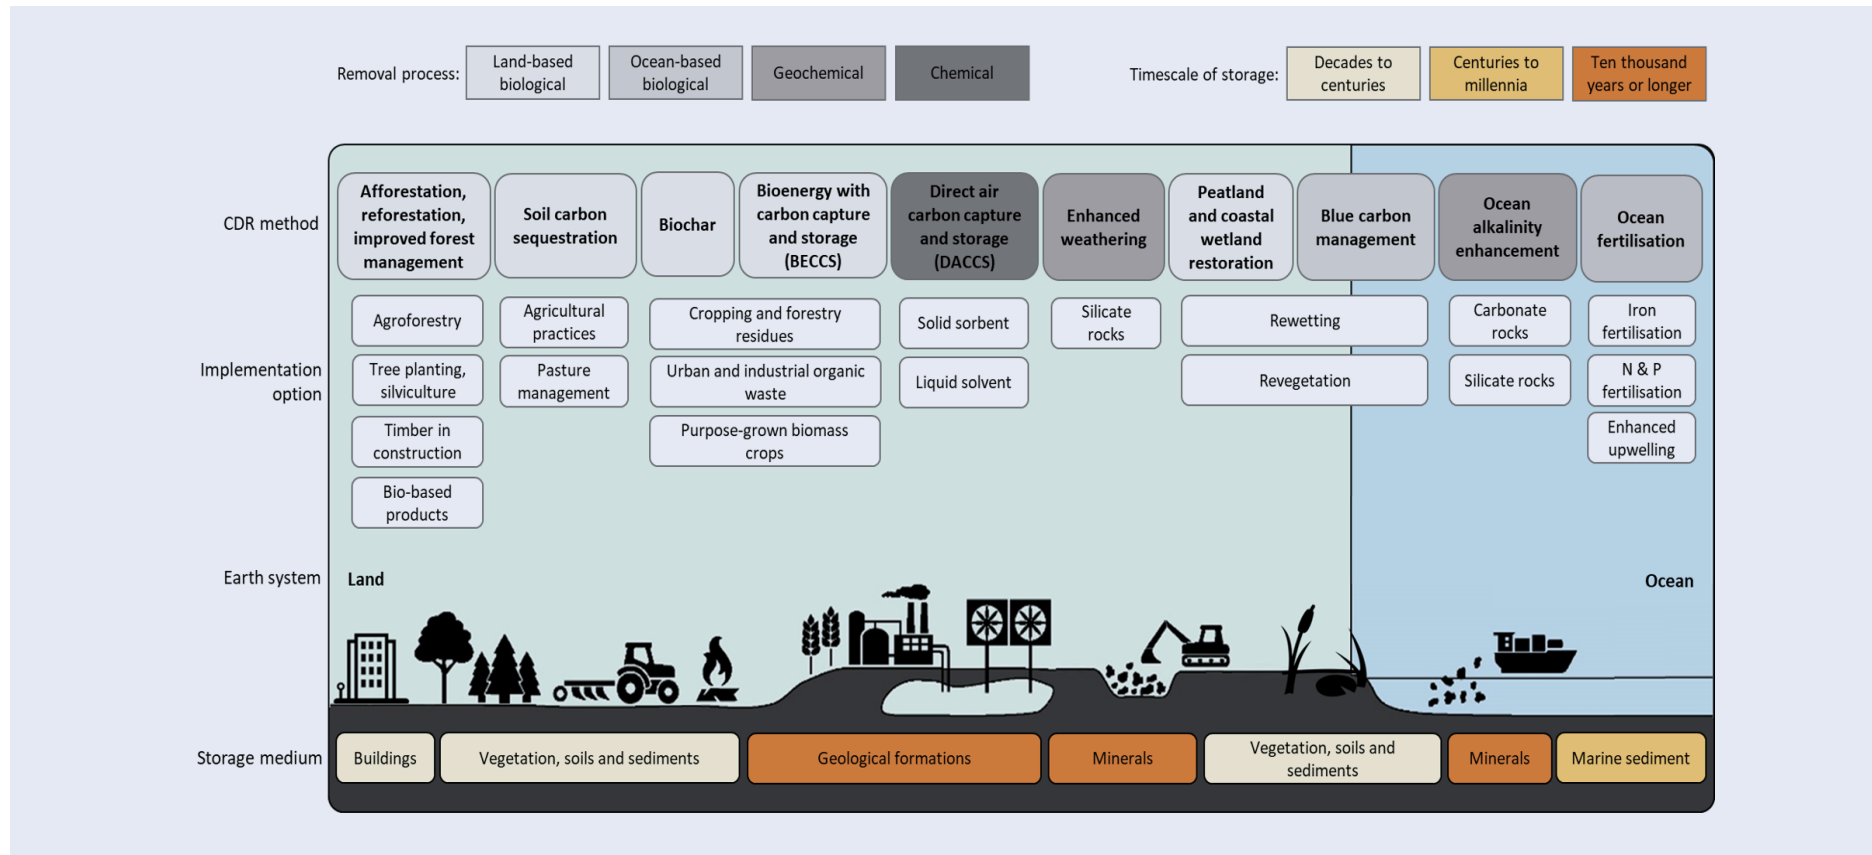 Removal process:
Land-based
biological
Ocean-based
biological
Geochemical
Chemical
Timescale of storage:
Decades to
centuries
Centuries to
millennia
Ten thousand
years or longer
CDR method
Afforestation,
reforestation,
improved forest
management
Soil carbon
sequestration
Biochar
Bioenergy with
carbon capture
and storage
(BECCS)
Direct air
carbon capture
and storage
(DACCS)
Enhanced
weathering
Peatland
and coastal
wetland
restoration
Blue carbon
management
Ocean
alkalinity
enhancement
Ocean
fertilisation
Implementation
option
Agroforestry
Tree planting,
silviculture
Timber in
construction
Bio-based
products
Agricultural
practices
Pasture
management
Cropping and forestry
residues
Urban and industrial organic
waste
Purpose-grown biomass
crops
Solid sorbent
Liquid solvent
Silicate
rocks
Rewetting
Revegetation
Carbonate
rocks
Silicate rocks
Iron
fertilisation
N & P
fertilisation
Enhanced
upwelling
Earth system
Land
Ocean
Storage medium
Buildings
Vegetation, soils and sediments
Geological formations
Minerals
Vegetation, soils and
sediments
Minerals
Marine sediment